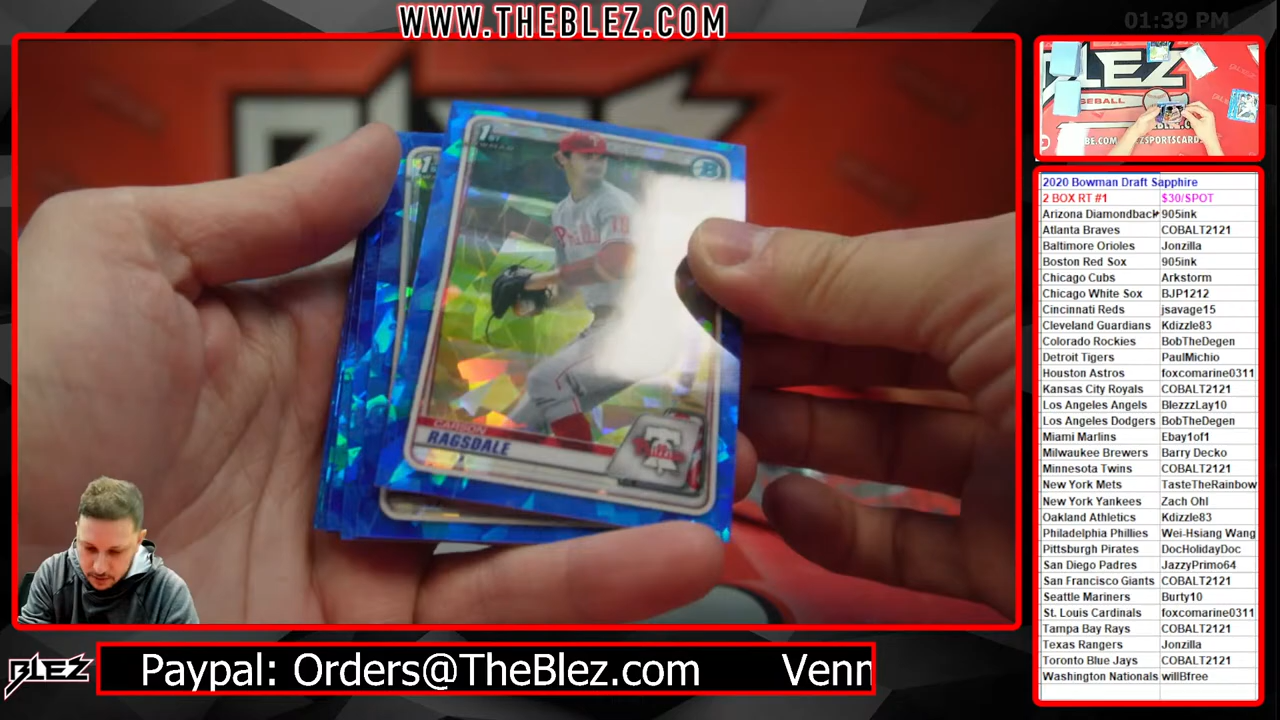 WWW.THEBLEZ.COM
01:39 PM
1ST
BOWMAN
B
PHILLIES
CARSON
RAGSDALE
Phillies
BLEZ
Paypal: Orders@TheBlez.com Venm
2020 Bowman Draft Sapphire
2 BOX RT #1 $30/SPOT
Arizona Diamondback 905ink
Atlanta Braves COBALT2121
Baltimore Orioles Jonzilla
Boston Red Sox 905ink
Chicago Cubs Arkstorm
Chicago White Sox BJP1212
Cincinnati Reds jsavage15
Cleveland Guardians Kdizzle83
Colorado Rockies BobTheDegen
Detroit Tigers PaulMichio
Houston Astros foxcomarine0311
Kansas City Royals COBALT2121
Los Angeles Angels BlezzzLay10
Los Angeles Dodgers BobTheDegen
Miami Marlins Ebay1of1
Milwaukee Brewers Barry Decko
Minnesota Twins COBALT2121
New York Mets TasteTheRainbow
New York Yankees Zach Ohl
Oakland Athletics Kdizzle83
Philadelphia Phillies Wei-Hsiang Wang
Pittsburgh Pirates DocHolidayDoc
San Diego Padres JazzyPrimo64
San Francisco Giants COBALT2121
Seattle Mariners Burty10
St. Louis Cardinals foxcomarine0311
Tampa Bay Rays COBALT2121
Texas Rangers Jonzilla
Toronto Blue Jays COBALT2121
Washington Nationals willBfree